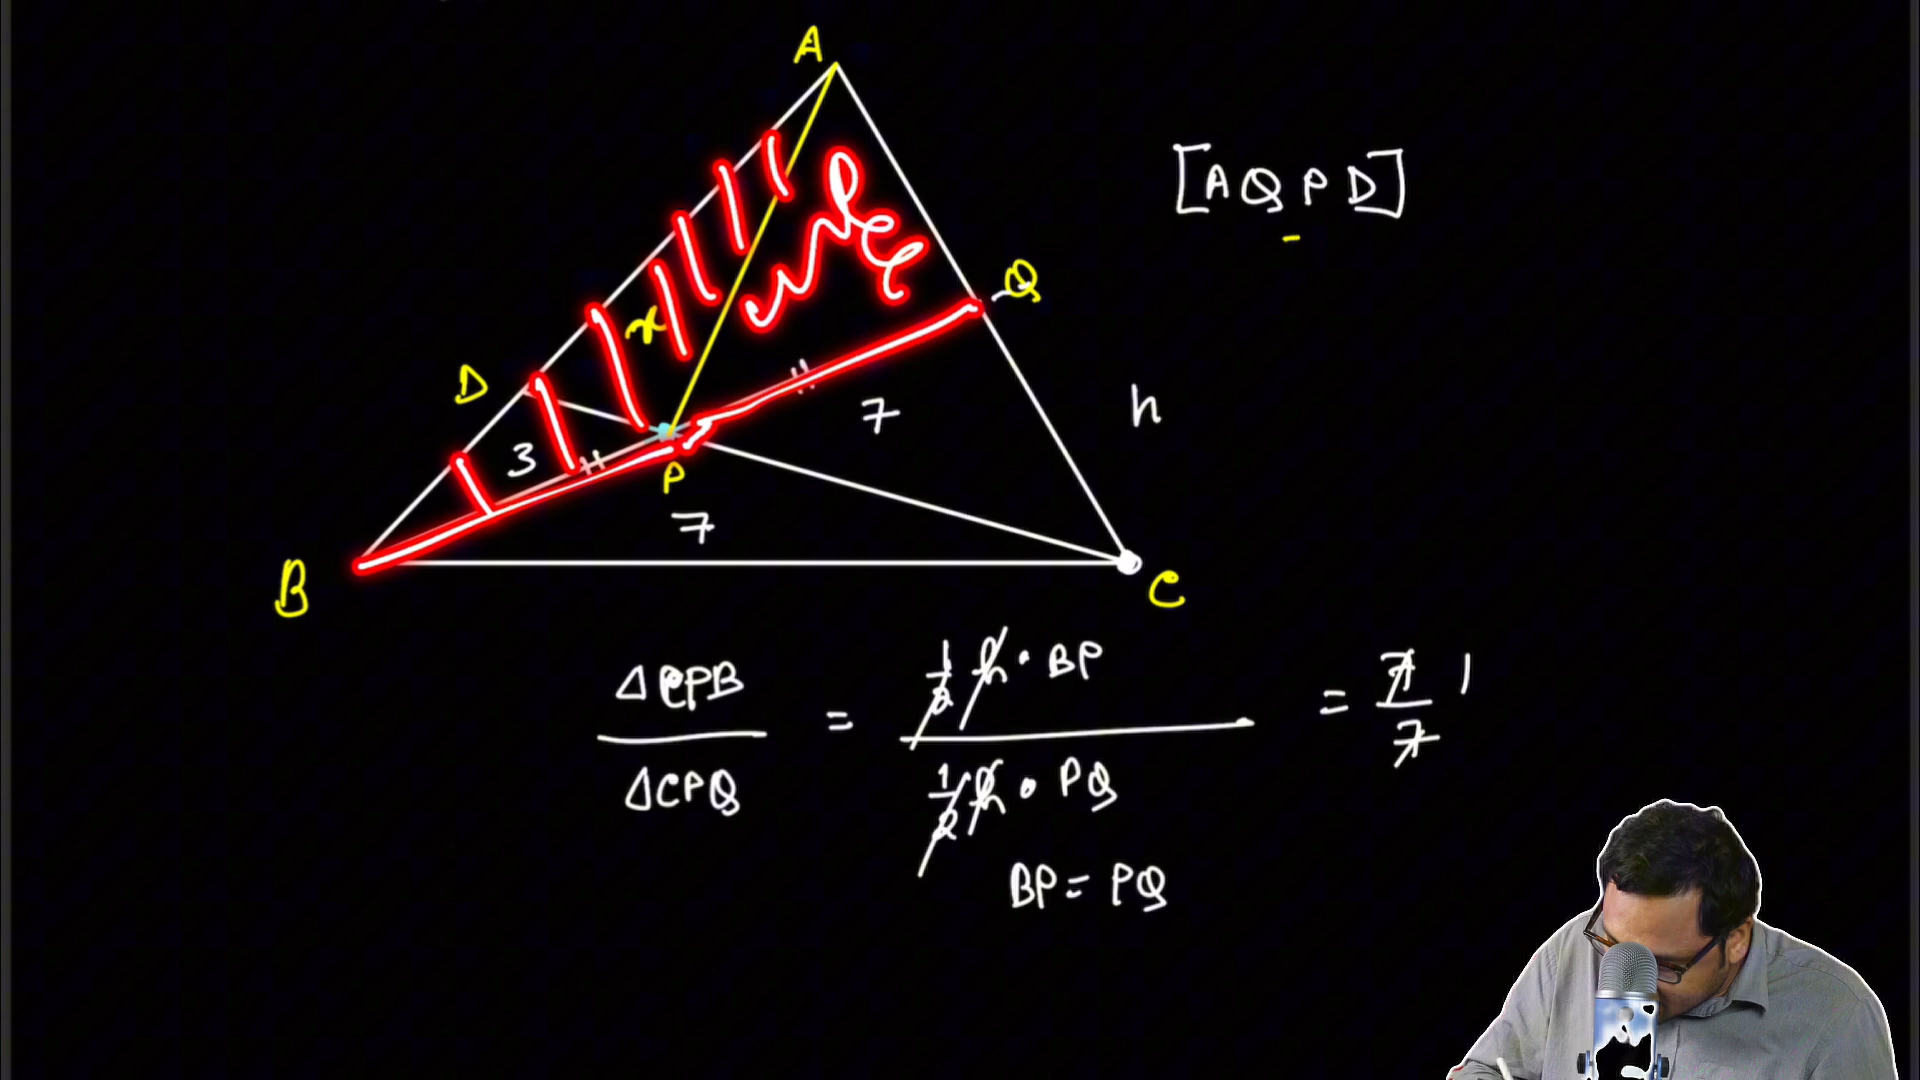 A
[AQPD]
Q
x
D
h
7
3
P
7
B
C
ΔCPB = 1/2 h · BP = 7 1
ΔCPQ 1/2 h · PQ 7
BP = PQ